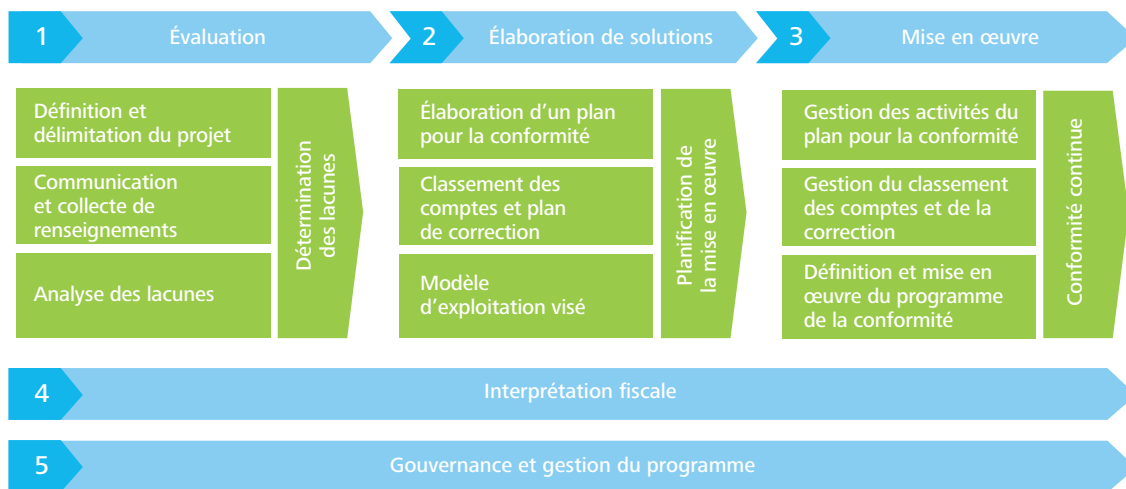 1
Évaluation
2
Élaboration de solutions
3
Mise en œuvre
Définition et
délimitation du projet
Communication
et collecte de
renseignements
Analyse des lacunes
Détermination
des lacunes
Élaboration d'un plan
pour la conformité
Classement des
comptes et plan
de correction
Modèle
d'exploitation visé
Planification de
la mise en œuvre
Gestion des activités du
plan pour la conformité
Gestion du classement
des comptes et de la
correction
Définition et mise en
œuvre du programme
de la conformité
Conformité continue
4
Interprétation fiscale
5
Gouvernance et gestion du programme